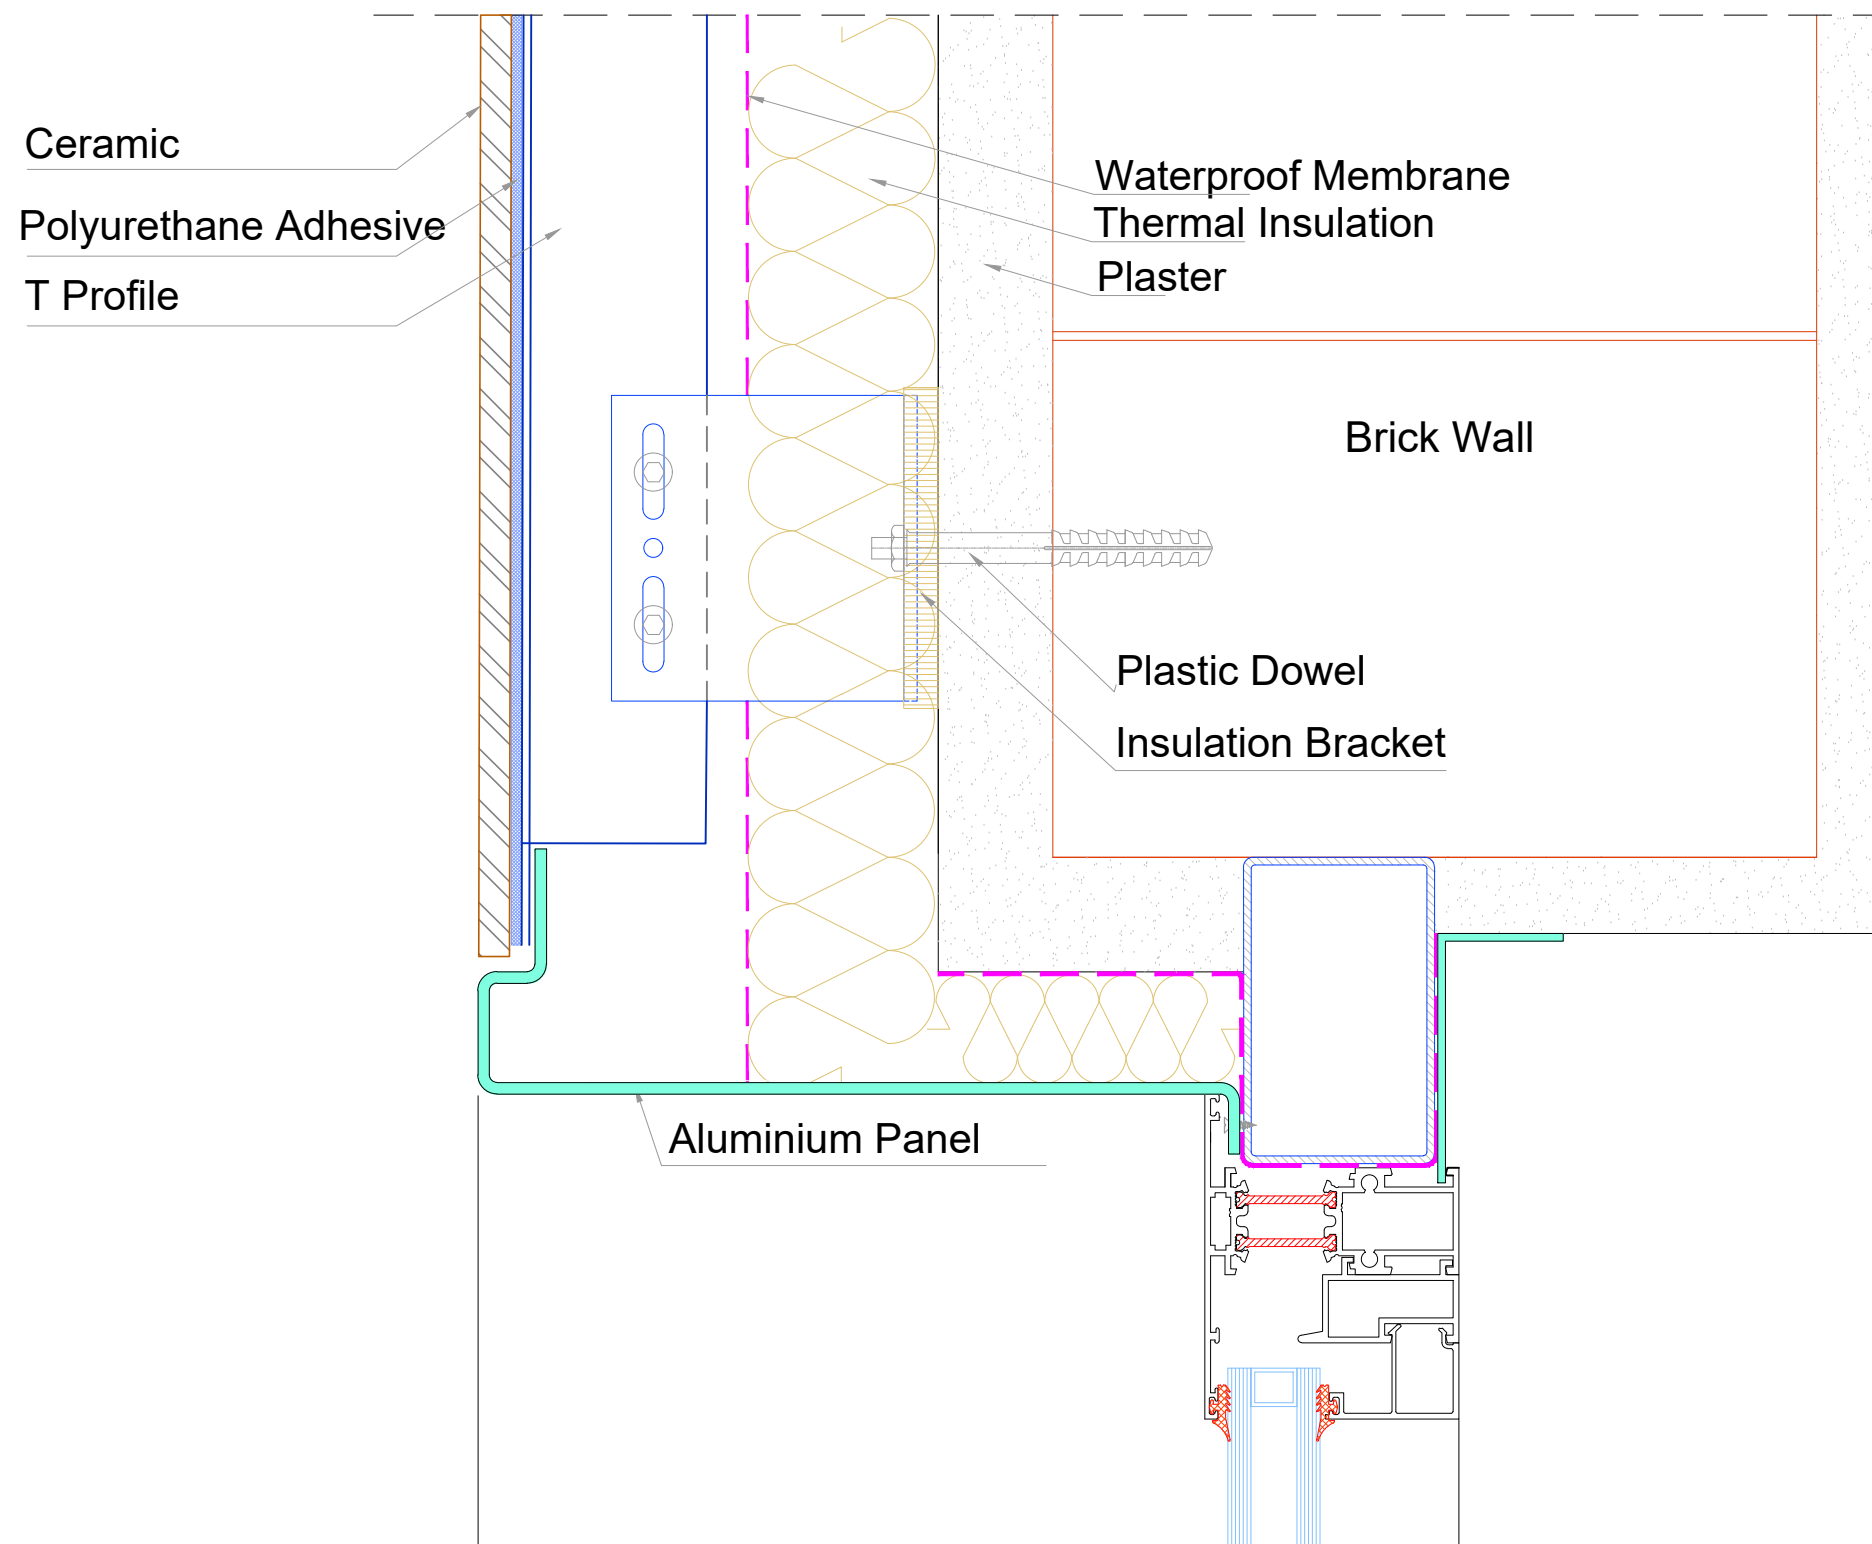 Ceramic
Polyurethane Adhesive
T Profile
Waterproof Membrane
Thermal Insulation
Plaster
Brick Wall
Plastic Dowel
Insulation Bracket
Aluminium Panel